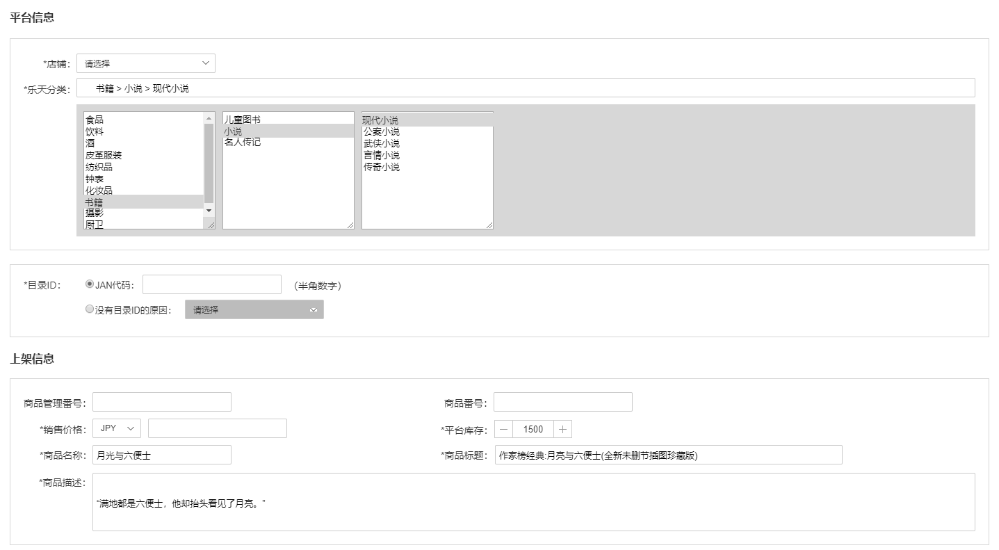 平台信息
*店铺： 请选择
*乐天分类： 书籍 > 小说 > 现代小说
食品 儿童图书 现代小说
饮料 小说 公案小说
酒 名人传记 武侠小说
皮革服装 言情小说
纺织品 传奇小说
钟表
化妆品
书籍
摄影
厨卫
*目录ID： JAN代码： （半角数字）
没有目录ID的原因： 请选择
上架信息
商品管理番号： 商品番号：
*销售价格： JPY *平台库存： 1500
*商品名称： 月光与六便士 *商品标题： 作家榜经典:月亮与六便士(全新未删节插图珍藏版)
*商品描述：
“满地都是六便士，他却抬头看见了月亮。”